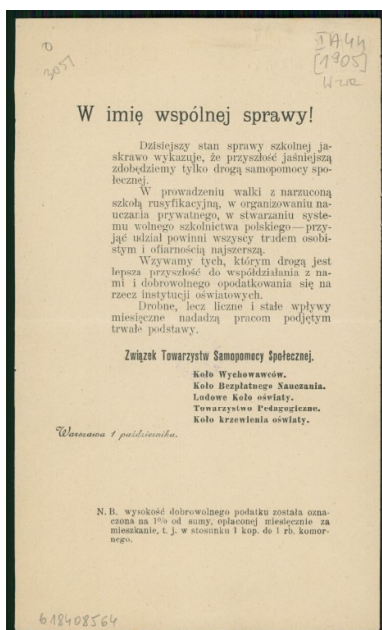 3051
I A 44
[1905]
W-wa
W imię wspólnej sprawy!
Dzisiejszy stan sprawy szkolnej ja-
skrawo wykazuje, że przyszłość jaśniejszą
zdobędziemy tylko drogą samopomocy spo-
łecznej.
W prowadzeniu walki z narzuconą
szkołą rusyfikacyjną, w organizowaniu na-
uczania prywatnego, w stwarzaniu syste-
mu wolnego szkolnictwa polskiego — przy-
jąć udział powinni wszyscy trudem osobi-
stym i ofiarnością najszerszą.
Wzywamy tych, którym drogą jest
lepsza przyszłość do współdziałania z na-
mi i dobrowolnego opodatkowania się na
rzecz instytucji oświatowych.
Drobne, lecz liczne i stałe wpływy
miesięczne nadadzą pracom podjętym
trwałe podstawy.
Związek Towarzystw Samopomocy Społecznej.
Koło Wychowawców.
Koło Bezpłatnego Nauczania.
Ludowe Koło oświaty.
Towarzystwo Pedagogiczne.
Koło krzewienia oświaty.
Warszawa 1 października.
N. B. wysokość dobrowolnego podatku została ozna-
czona na 1% od sumy, opłaconej miesięcznie za
mieszkanie, t. j. w stosunku 1 kop. do 1 rb. komor-
nego.
618408564